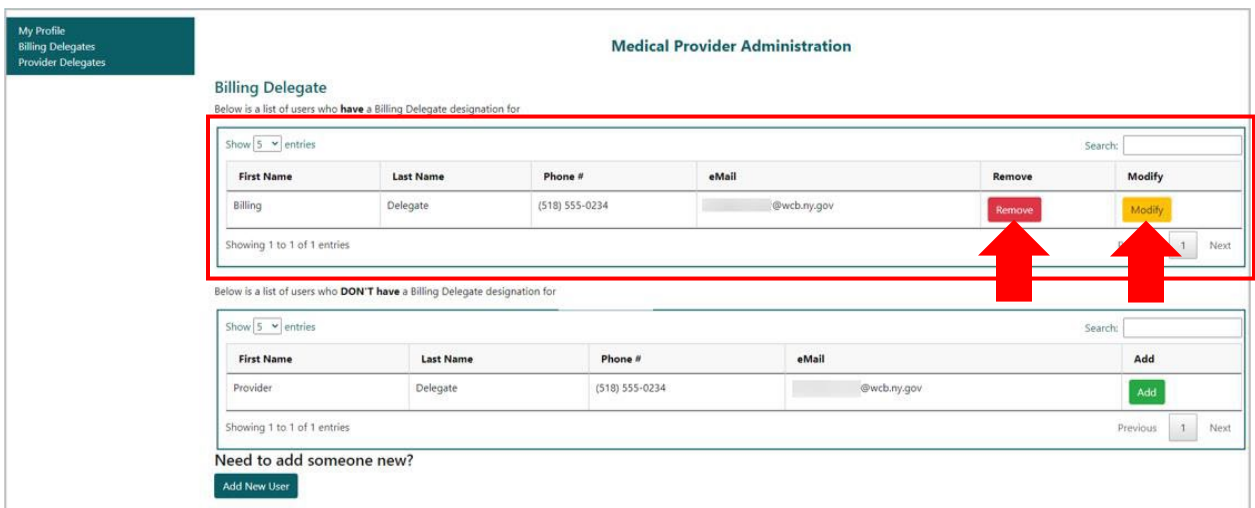 My Profile
Billing Delegates
Provider Delegates
Medical Provider Administration
Billing Delegate
Below is a list of users who have a Billing Delegate designation for
Show 5 entries Search:
First Name Last Name Phone # eMail Remove Modify
Billing Delegate (518) 555-0234 @wcb.ny.gov Remove Modify
Showing 1 to 1 of 1 entries 1 Next
Below is a list of users who DON'T have a Billing Delegate designation for
Show 5 entries Search:
First Name Last Name Phone # eMail Add
Provider Delegate (518) 555-0234 @wcb.ny.gov Add
Showing 1 to 1 of 1 entries Previous 1 Next
Need to add someone new?
Add New User